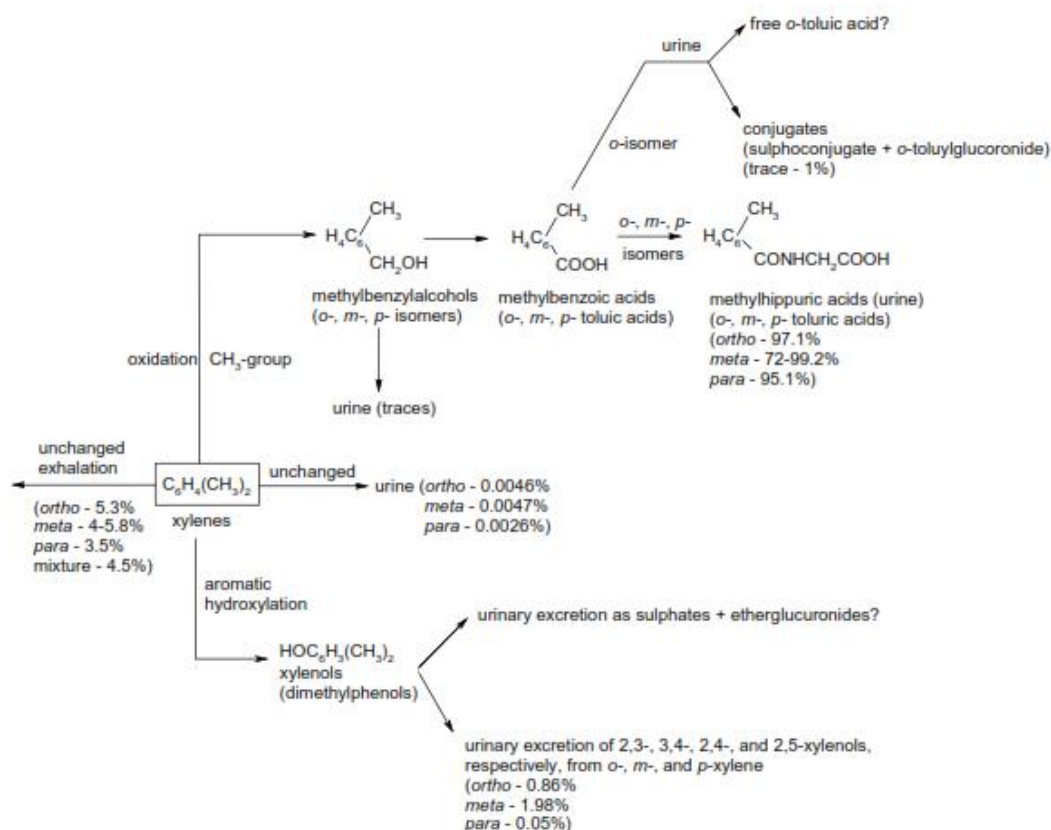 free o-toluic acid?
urine
conjugates
(sulphoconjugate + o-toluylglucoronide)
(trace - 1%)
o-isomer
CH3
H4C6
CH2OH
methylbenzylalcohols
(o-, m-, p- isomers)
CH3
H4C6
COOH
methylbenzoic acids
(o-, m-, p- toluic acids)
o-, m-, p-
isomers
CH3
H4C6
CONHCH2COOH
methylhippuric acids (urine)
(o-, m-, p- toluric acids)
(ortho - 97.1%
meta - 72-99.2%
para - 95.1%)
oxidation CH3-group
urine (traces)
unchanged
exhalation
(ortho - 5.3%
meta - 4-5.8%
para - 3.5%
mixture - 4.5%)
C6H4(CH3)2
xylenes
unchanged
urine (ortho - 0.0046%
meta - 0.0047%
para - 0.0026%)
aromatic
hydroxylation
HOC6H3(CH3)2
xylenols
(dimethylphenols)
urinary excretion as sulphates + etherglucuronides?
urinary excretion of 2,3-, 3,4-, 2,4-, and 2,5-xylenols,
respectively, from o-, m-, and p-xylene
(ortho - 0.86%
meta - 1.98%
para - 0.05%)